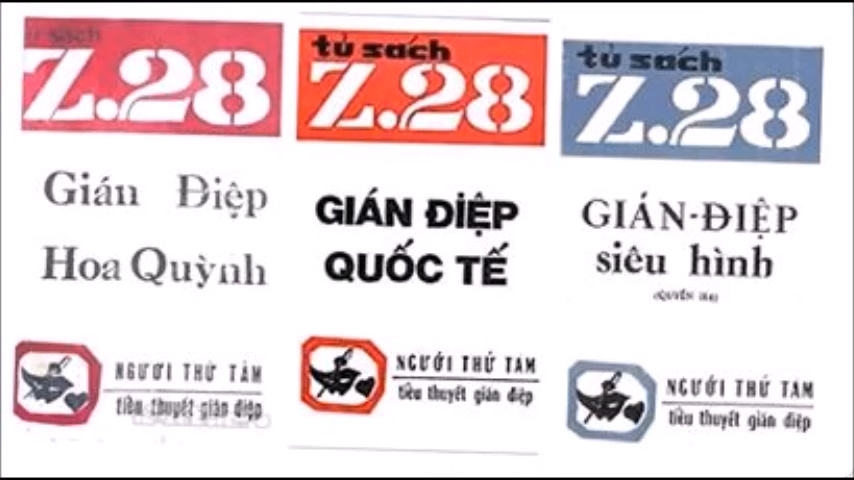 tủ sách
Z.28
Gián Điệp
Hoa Quỳnh
NGƯỜI THỨ TÁM
tiểu thuyết gián điệp
tủ sách
Z.28
GIÁN ĐIỆP
QUỐC TẾ
NGƯỜI THỨ TÁM
tiểu thuyết gián điệp
tủ sách
Z.28
GIÁN-ĐIỆP
siêu hình
NGƯỜI THỨ TÁM
tiểu thuyết gián điệp